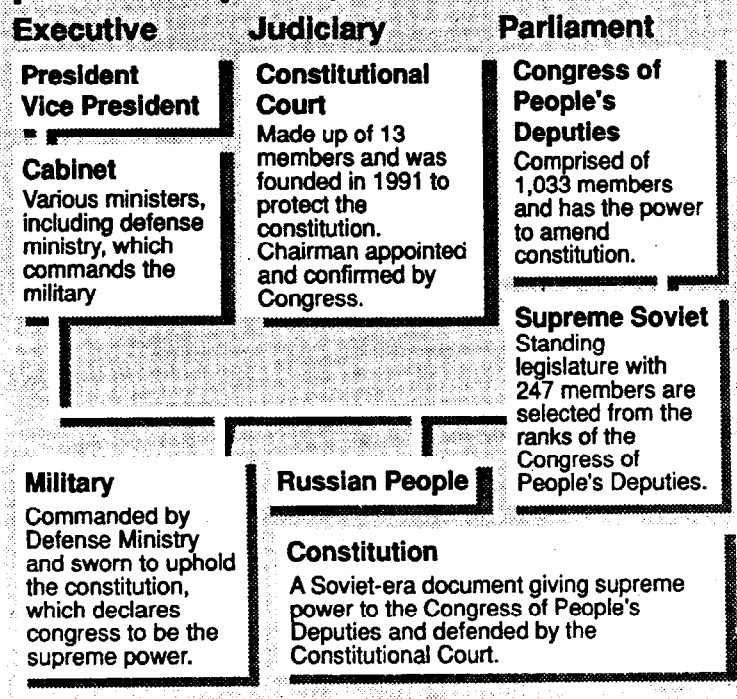 Executive
Judiciary
Parliament
President
Vice President
Cabinet
Various ministers,
including defense
ministry, which
commands the
military
Constitutional
Court
Made up of 13
members and was
founded in 1991 to
protect the
constitution.
Chairman appointed
and confirmed by
Congress.
Congress of
People's
Deputies
Comprised of
1,033 members
and has the power
to amend
constitution.
Supreme Soviet
Standing
legislature with
247 members are
selected from the
ranks of the
Congress of
People's Deputies.
Military
Commanded by
Defense Ministry
and sworn to uphold
the constitution,
which declares
congress to be the
supreme power.
Russian People
Constitution
A Soviet-era document giving supreme
power to the Congress of People's
Deputies and defended by the
Constitutional Court.